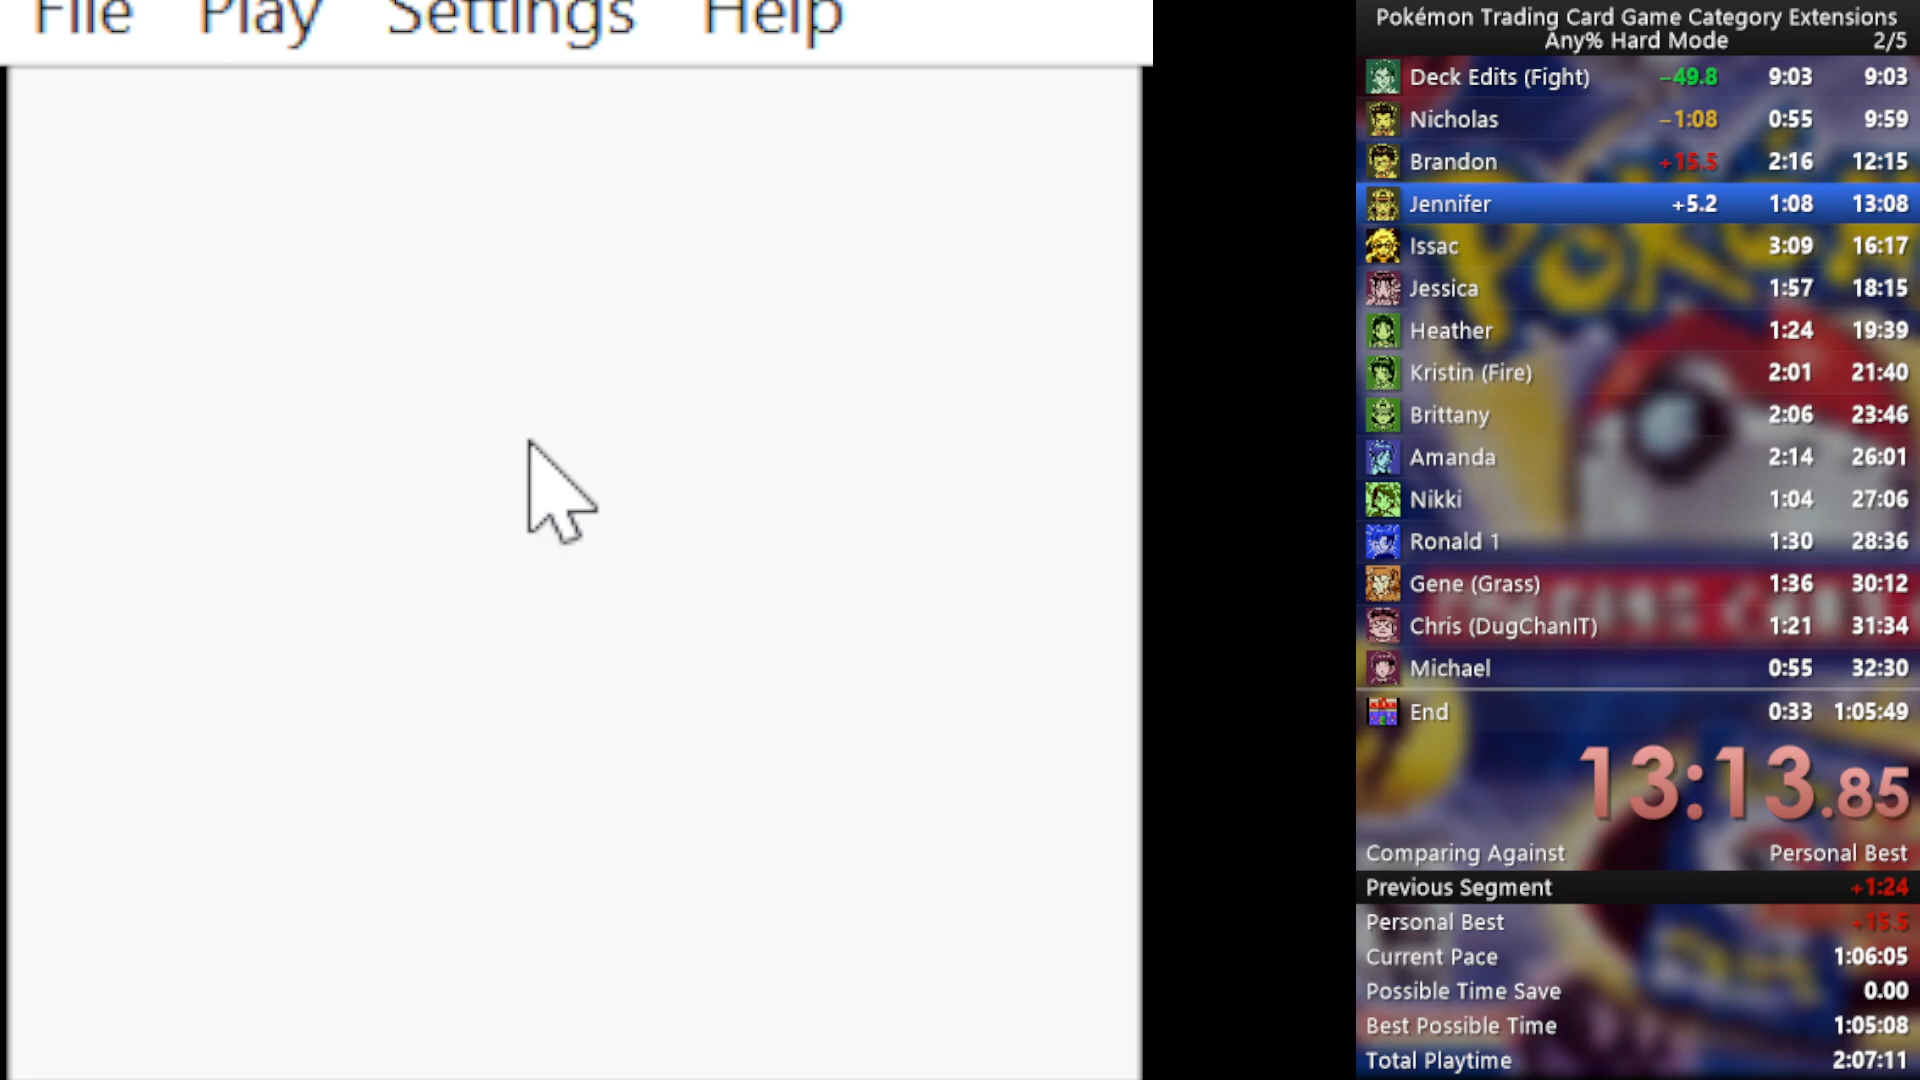 File Play Settings Help
Pokémon Trading Card Game Category Extensions
Any% Hard Mode 2/5
Deck Edits (Fight) −49.8 9:03 9:03
Nicholas −1:08 0:55 9:59
Brandon +15.5 2:16 12:15
Jennifer +5.2 1:08 13:08
Issac 3:09 16:17
Jessica 1:57 18:15
Heather 1:24 19:39
Kristin (Fire) 2:01 21:40
Brittany 2:06 23:46
Amanda 2:14 26:01
Nikki 1:04 27:06
Ronald 1 1:30 28:36
Gene (Grass) 1:36 30:12
Chris (DugChanIT) 1:21 31:34
Michael 0:55 32:30
End 0:33 1:05:49
13:13.85
Comparing Against Personal Best
Previous Segment +1:24
Personal Best +15.5
Current Pace 1:06:05
Possible Time Save 0.00
Best Possible Time 1:05:08
Total Playtime 2:07:11